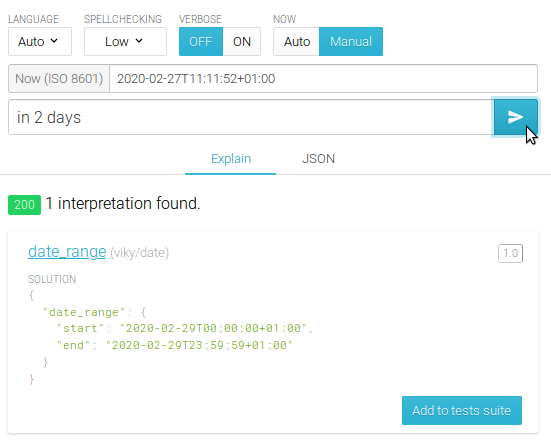 LANGUAGE SPELLCHECKING VERBOSE NOW
Auto Low OFF ON Auto Manual
Now (ISO 8601) 2020-02-27T11:11:52+01:00
in 2 days
Explain JSON
200 1 interpretation found.
date_range (viky/date) 1.0
SOLUTION
{
"date_range": {
"start": "2020-02-29T00:00:00+01:00",
"end": "2020-02-29T23:59:59+01:00"
}
}
Add to tests suite